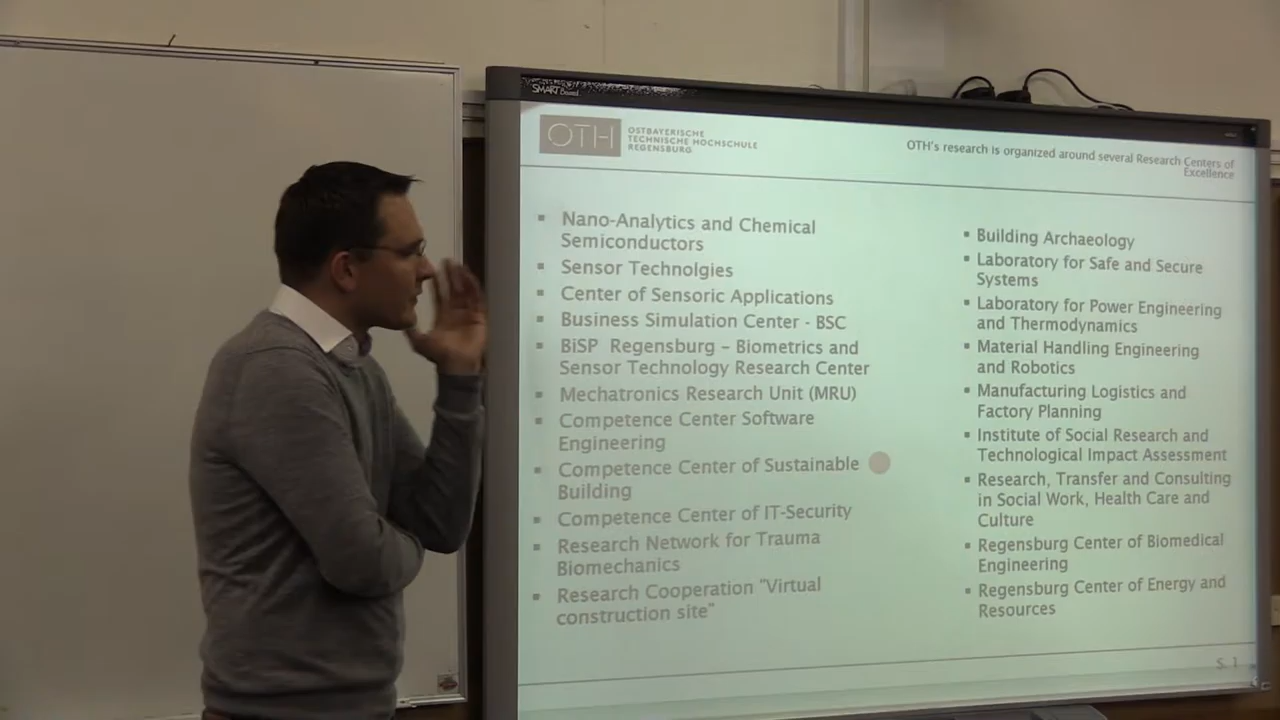 SMART Board
OTH
OSTBAYERISCHE
TECHNISCHE HOCHSCHULE
REGENSBURG
OTH's research is organized around several Research Centers of
Excellence
▪ Nano-Analytics and Chemical
Semiconductors
▪ Sensor Technolgies
▪ Center of Sensoric Applications
▪ Business Simulation Center - BSC
▪ BiSP Regensburg – Biometrics and
Sensor Technology Research Center
▪ Mechatronics Research Unit (MRU)
▪ Competence Center Software
Engineering
▪ Competence Center of Sustainable
Building
▪ Competence Center of IT-Security
▪ Research Network for Trauma
Biomechanics
▪ Research Cooperation "Virtual
construction site"
▪ Building Archaeology
▪ Laboratory for Safe and Secure
Systems
▪ Laboratory for Power Engineering
and Thermodynamics
▪ Material Handling Engineering
and Robotics
▪ Manufacturing Logistics and
Factory Planning
▪ Institute of Social Research and
Technological Impact Assessment
▪ Research, Transfer and Consulting
in Social Work, Health Care and
Culture
▪ Regensburg Center of Biomedical
Engineering
▪ Regensburg Center of Energy and
Resources
S. 1